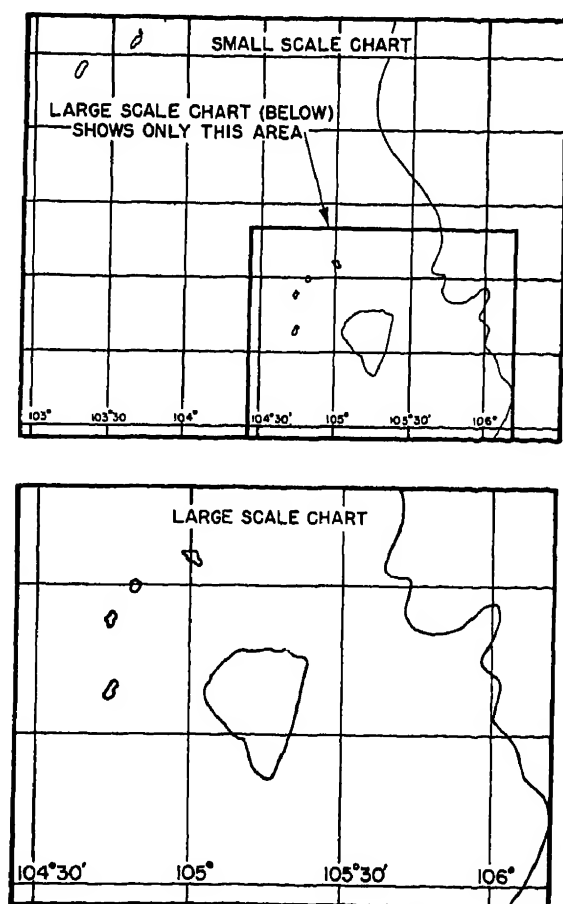 SMALL SCALE CHART
LARGE SCALE CHART (BELOW)
SHOWS ONLY THIS AREA
103° 103°30 104° 104°30' 105° 105°30' 106°
LARGE SCALE CHART
104°30' 105° 105°30' 106°